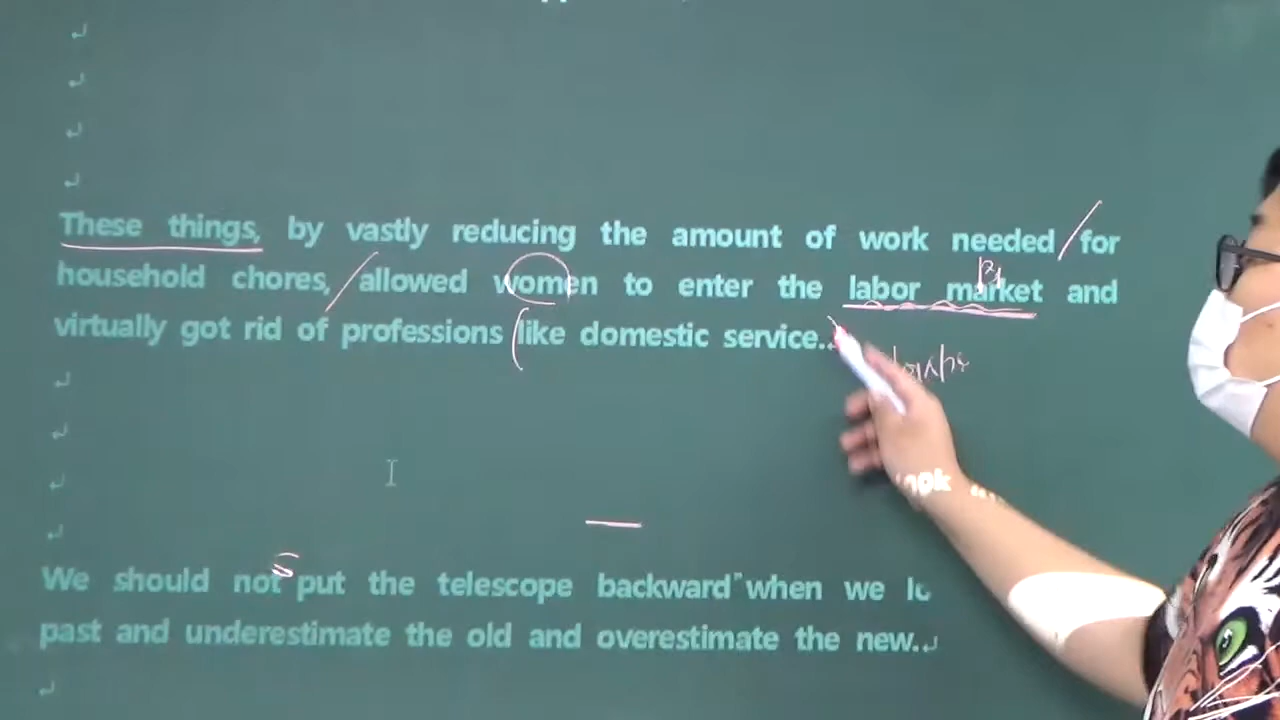 These things, by vastly reducing the amount of work needed for
household chores, allowed women to enter the labor market and
virtually got rid of professions like domestic service.
We should not put the telescope backward when we
past and underestimate the old and overestimate the new.